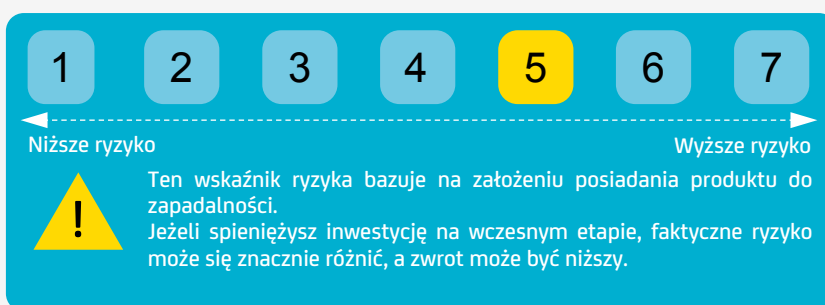 1 2 3 4 5 6 7
Niższe ryzyko Wyższe ryzyko
! Ten wskaźnik ryzyka bazuje na założeniu posiadania produktu do
zapadalności.
Jeżeli spieniężysz inwestycję na wczesnym etapie, faktyczne ryzyko
może się znacznie różnić, a zwrot może być niższy.